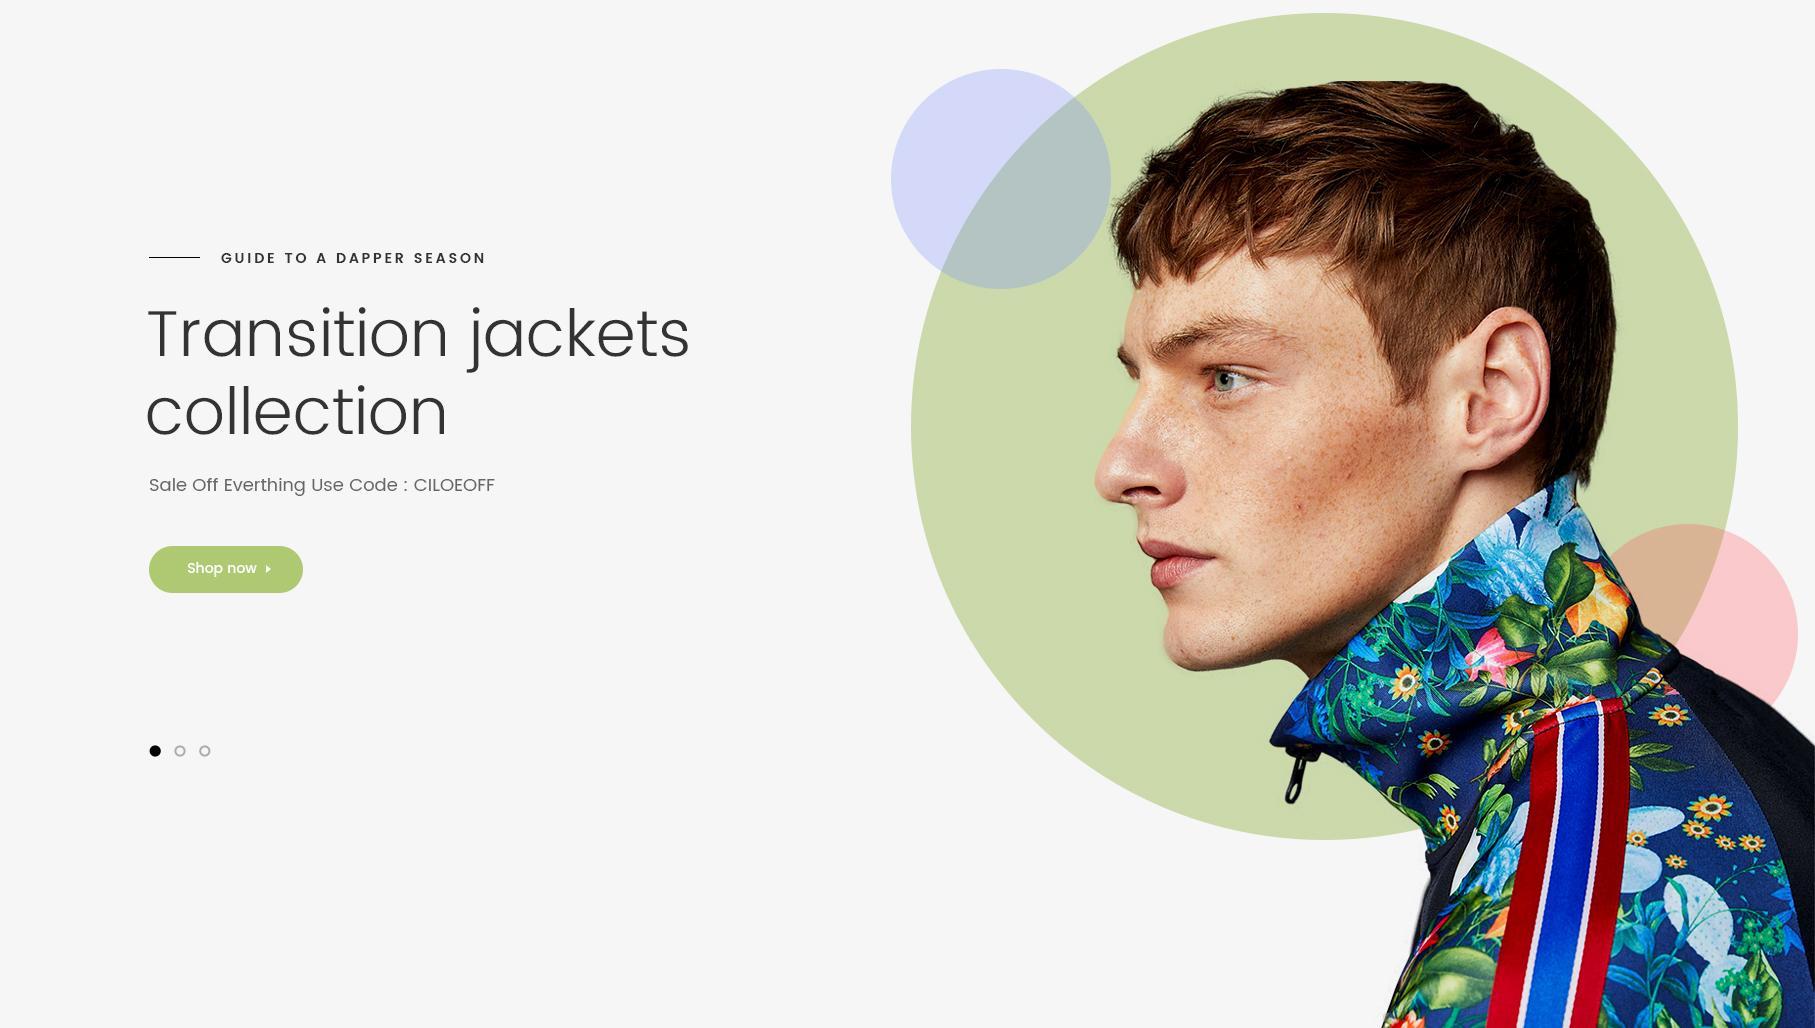 GUIDE TO A DAPPER SEASON
Transition jackets
collection
Sale Off Everthing Use Code : CILOEOFF
Shop now